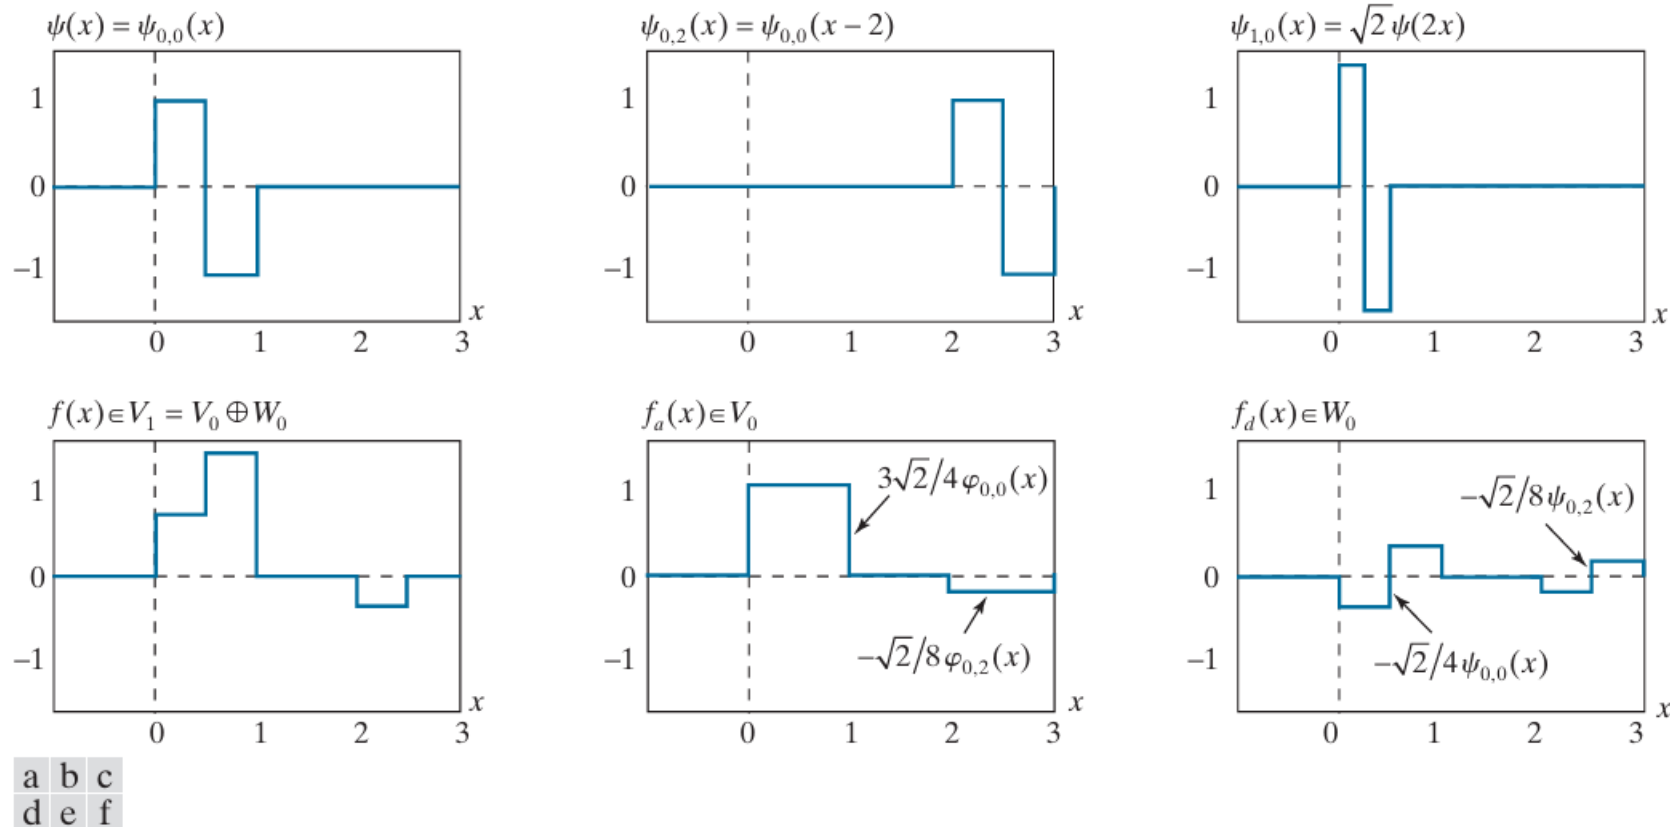 ψ(x) = ψ₀,₀(x)
1
0
–1
x
0 1 2 3
ψ₀,₂(x) = ψ₀,₀(x – 2)
1
0
–1
x
0 1 2 3
ψ₁,₀(x) = √2 ψ(2x)
1
0
–1
x
0 1 2 3
f(x)∈V₁ = V₀⊕W₀
1
0
–1
x
0 1 2 3
fₐ(x)∈V₀
3√2/4 φ₀,₀(x)
1
0
–√2/8 φ₀,₂(x)
–1
x
0 1 2 3
f_d(x)∈W₀
–√2/8 ψ₀,₂(x)
1
0
–√2/4 ψ₀,₀(x)
–1
x
0 1 2 3
a b c
d e f